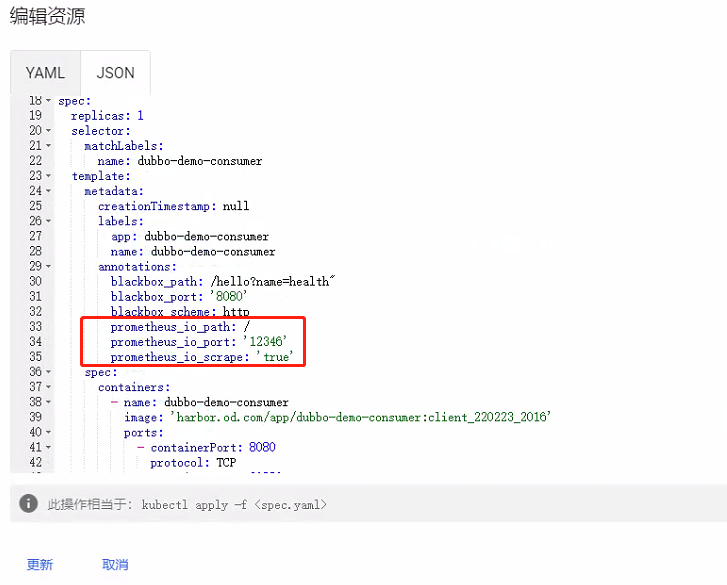 编辑资源
YAML JSON
18 spec:
19 replicas: 1
20 selector:
21 matchLabels:
22 name: dubbo-demo-consumer
23 template:
24 metadata:
25 creationTimestamp: null
26 labels:
27 app: dubbo-demo-consumer
28 name: dubbo-demo-consumer
29 annotations:
30 blackbox_path: /hello?name=health"
31 blackbox_port: '8080'
32 blackbox_scheme: http
33 prometheus_io_path: /
34 prometheus_io_port: '12346'
35 prometheus_io_scrape: 'true'
36 spec:
37 containers:
38 - name: dubbo-demo-consumer
39 image: 'harbor.od.com/app/dubbo-demo-consumer:client_220223_2016'
40 ports:
41 - containerPort: 8080
42 protocol: TCP
此操作相当于: kubectl apply -f <spec.yaml>
更新 取消